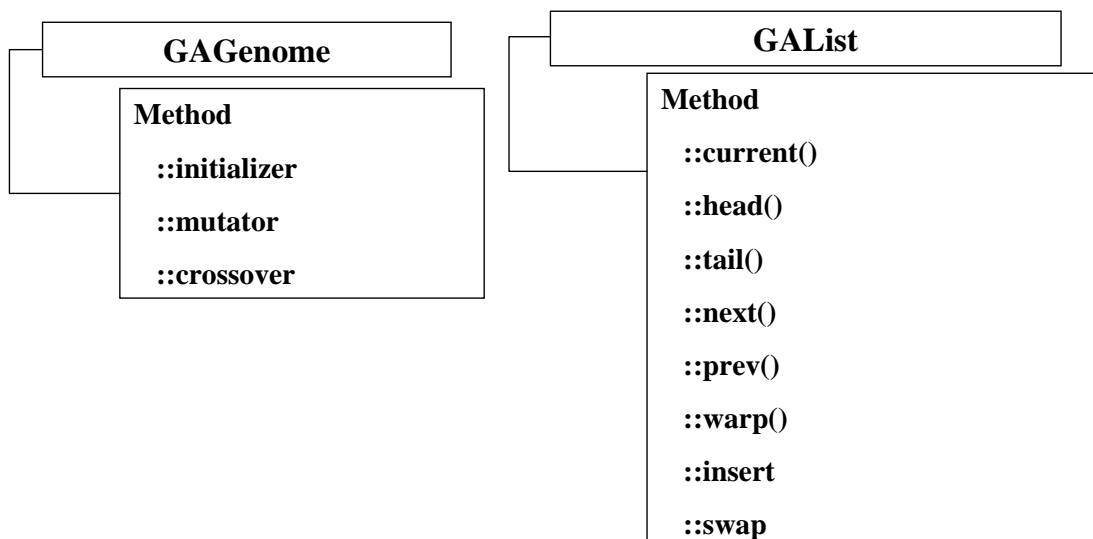 GAGenome
Method
::initializer
::mutator
::crossover
GAList
Method
::current()
::head()
::tail()
::next()
::prev()
::warp()
::insert
::swap